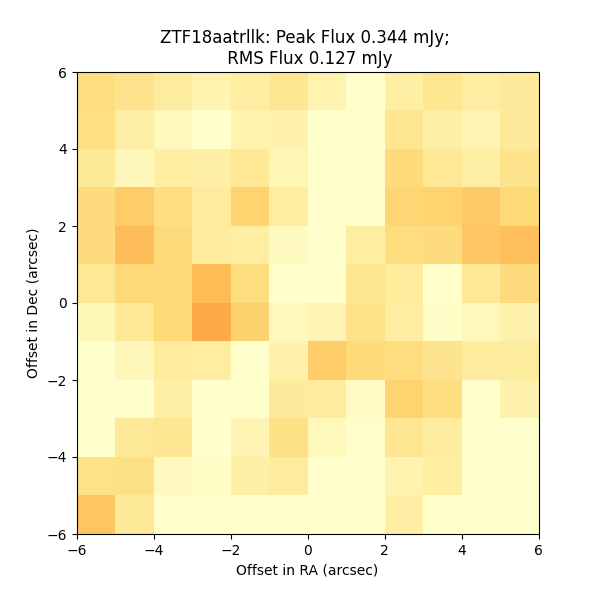 ZTF18aatrllk: Peak Flux 0.344 mJy;
RMS Flux 0.127 mJy
6
4
2
0
−2
−4
−6
Offset in Dec (arcsec)
−6 −4 −2 0 2 4 6
Offset in RA (arcsec)